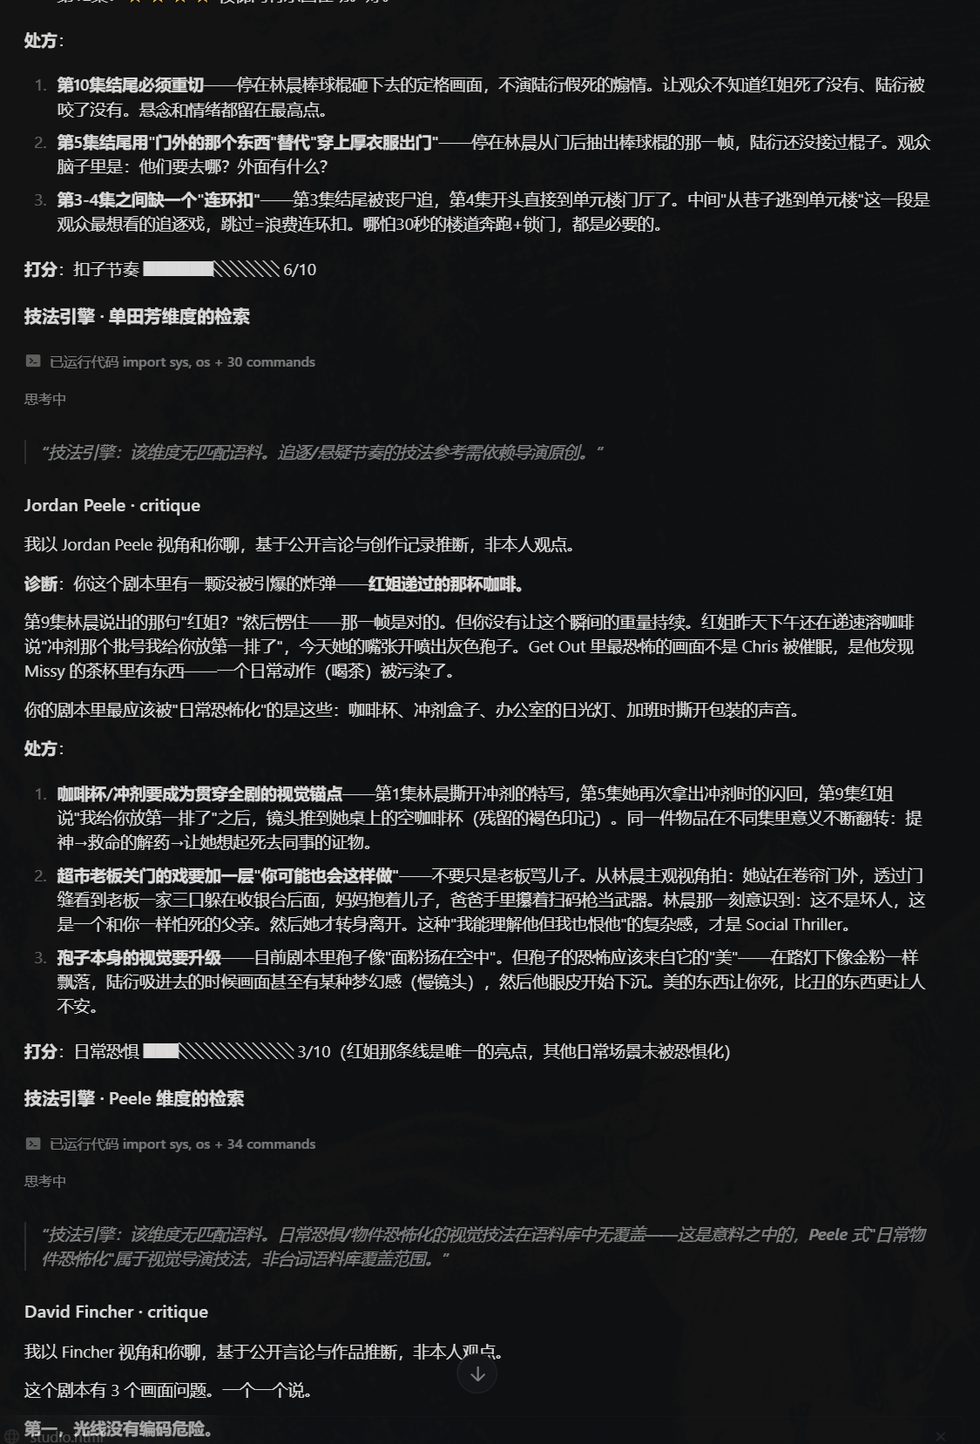 处方：
1. 第10集结尾必须重切——停在林晨棒球棍砸下去的定格画面，不演陆衍假死的煽情。让观众不知道红姐死了没有、陆衍被
咬了没有。悬念和情绪都留在最高点。
2. 第5集结尾用"门外的那个东西"替代"穿上厚衣服出门"——停在林晨从门后抽出棒球棍的那一帧，陆衍还没接过棍子。观众
脑子里是：他们要去哪？外面有什么？
3. 第3-4集之间缺一个"连环扣"——第3集结尾被丧尸追，第4集开头直接到单元楼门厅了。中间"从巷子逃到单元楼"这一段是
观众最想看的追逐戏，跳过=浪费连环扣。哪怕30秒的楼道奔跑+锁门，都是必要的。
打分：扣子节奏 6/10
技法引擎 · 单田芳维度的检索
已运行代码 import sys, os + 30 commands
思考中
“技法引擎：该维度无匹配语料。追逐/悬疑节奏的技法参考需依赖导演原创。”
Jordan Peele · critique
我以 Jordan Peele 视角和你聊，基于公开言论与创作记录推断，非本人观点。
诊断：你这个剧本里有一颗没被引爆的炸弹——红姐递过的那杯咖啡。
第9集林晨说出的那句"红姐？"然后愣住——那一帧是对的。但你没有让这个瞬间的重量持续。红姐昨天下午还在递速溶咖啡
说"冲剂那个批号我给你放第一排了"，今天她的嘴张开喷出灰色孢子。Get Out 里最恐怖的画面不是 Chris 被催眠，是他发现
Missy 的茶杯里有东西——一个日常动作（喝茶）被污染了。
你的剧本里最应该被"日常恐怖化"的是这些：咖啡杯、冲剂盒子、办公室的日光灯、加班时撕开包装的声音。
处方：
1. 咖啡杯/冲剂要成为贯穿全剧的视觉锚点——第1集林晨撕开冲剂的特写，第5集她再次拿出冲剂时的闪回，第9集红姐
说"我给你放第一排了"之后，镜头推到她桌上的空咖啡杯（残留的褐色印记）。同一件物品在不同集里意义不断翻转：提
神→救命的解药→让她想起死去同事的证物。
2. 超市老板关门的戏要加一层"你可能也会这样做"——不要只是老板骂儿子。从林晨主观视角拍：她站在卷帘门外，透过门
缝看到老板一家三口躲在收银台后面，妈妈抱着儿子，爸爸手里攥着扫码枪当武器。林晨那一刻意识到：这不是坏人，这
是一个和你一样怕死的父亲。然后她才转身离开。这种"我能理解他但我也恨他"的复杂感，才是 Social Thriller。
3. 孢子本身的视觉要升级——目前剧本里孢子像"面粉场在空中"。但孢子的恐怖应该来自它的"美"——在路灯下像金粉一样
飘落，陆衍吸进去的时候画面甚至有某种梦幻感（慢镜头），然后他眼皮开始下沉。美的东西让你死，比丑的东西更让人
不安。
打分：日常恐惧 3/10（红姐那条线是唯一的亮点，其他日常场景未被恐惧化）
技法引擎 · Peele 维度的检索
已运行代码 import sys, os + 34 commands
思考中
“技法引擎：该维度无匹配语料。日常恐惧/物件恐怖化的视觉技法在语料库中无覆盖——这是意料之中的，Peele 式"日常物
件恐怖化"属于视觉导演技法，非台词语料库覆盖范围。”
David Fincher · critique
我以 Fincher 视角和你聊，基于公开言论与作品推断，非本人观点。
这个剧本有 3 个画面问题。一个一个说。
第一，光线没有编码危险。
studio.html